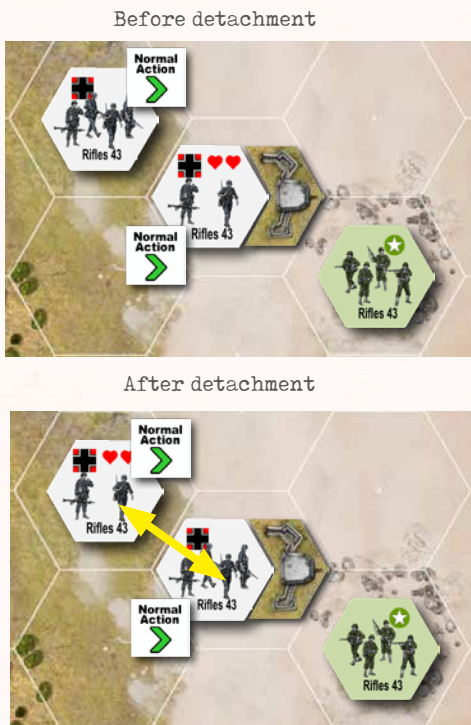 Before detachment
Normal
Action
Rifles 43
Rifles 43
Normal
Action
Rifles 43
After detachment
Normal
Action
Rifles 43
Rifles 43
Normal
Action
Rifles 43